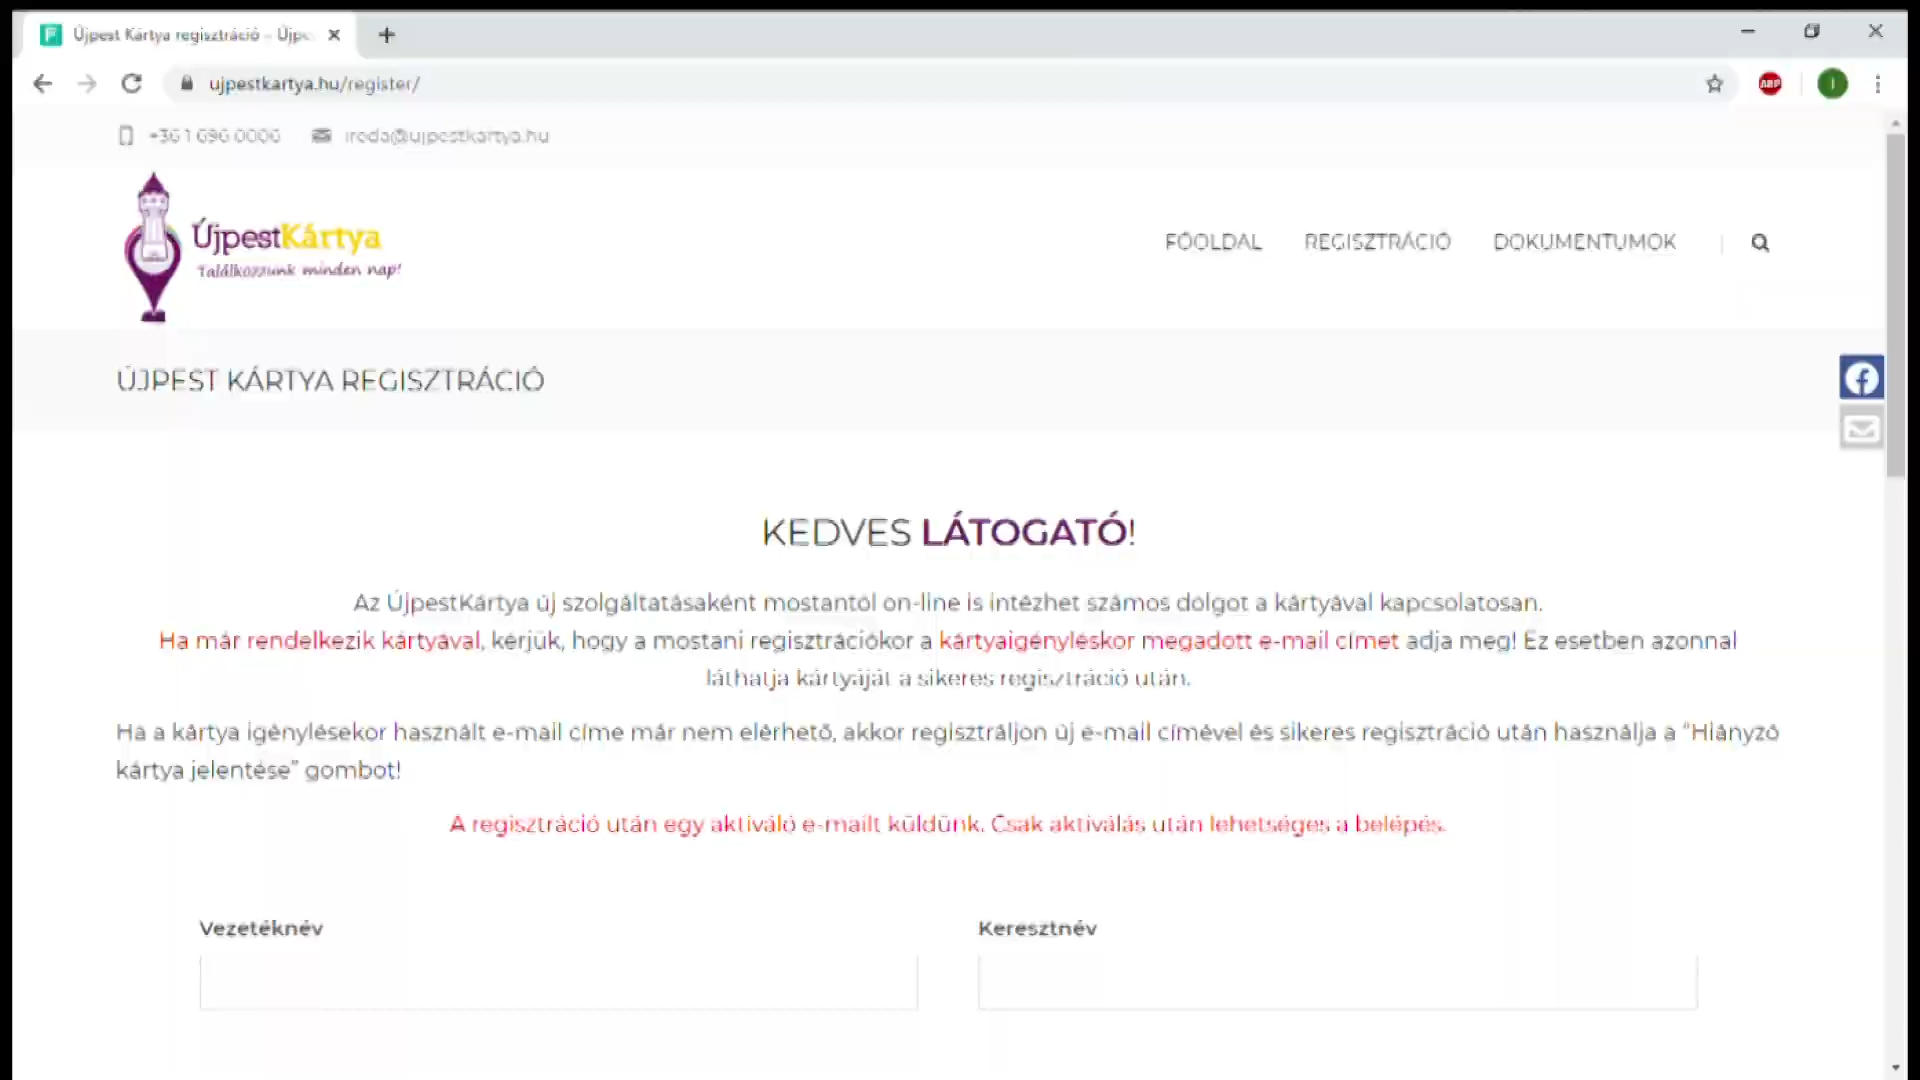 Újpest Kártya regisztráció – Újpe
ujpestkartya.hu/register/
ABP
+36 1 696 0006
iroda@ujpestkartya.hu
ÚjpestKártya
Találkozzunk minden nap!
FŐOLDAL REGISZTRÁCIÓ DOKUMENTUMOK
ÚJPEST KÁRTYA REGISZTRÁCIÓ
KEDVES LÁTOGATÓ!
Az ÚjpestKártya új szolgáltatásaként mostantól on-line is intézhet számos dolgot a kártyával kapcsolatosan.
Ha már rendelkezik kártyával, kérjük, hogy a mostani regisztrációkor a kártyaigényléskor megadott e-mail címet adja meg! Ez esetben azonnal
láthatja kártyáját a sikeres regisztráció után.
Ha a kártya igénylésekor használt e-mail címe már nem elérhető, akkor regisztráljon új e-mail címével és sikeres regisztráció után használja a “Hiányzó
kártya jelentése” gombot!
A regisztráció után egy aktiváló e-mailt küldünk. Csak aktiválás után lehetséges a belépés.
Vezetéknév
Keresztnév